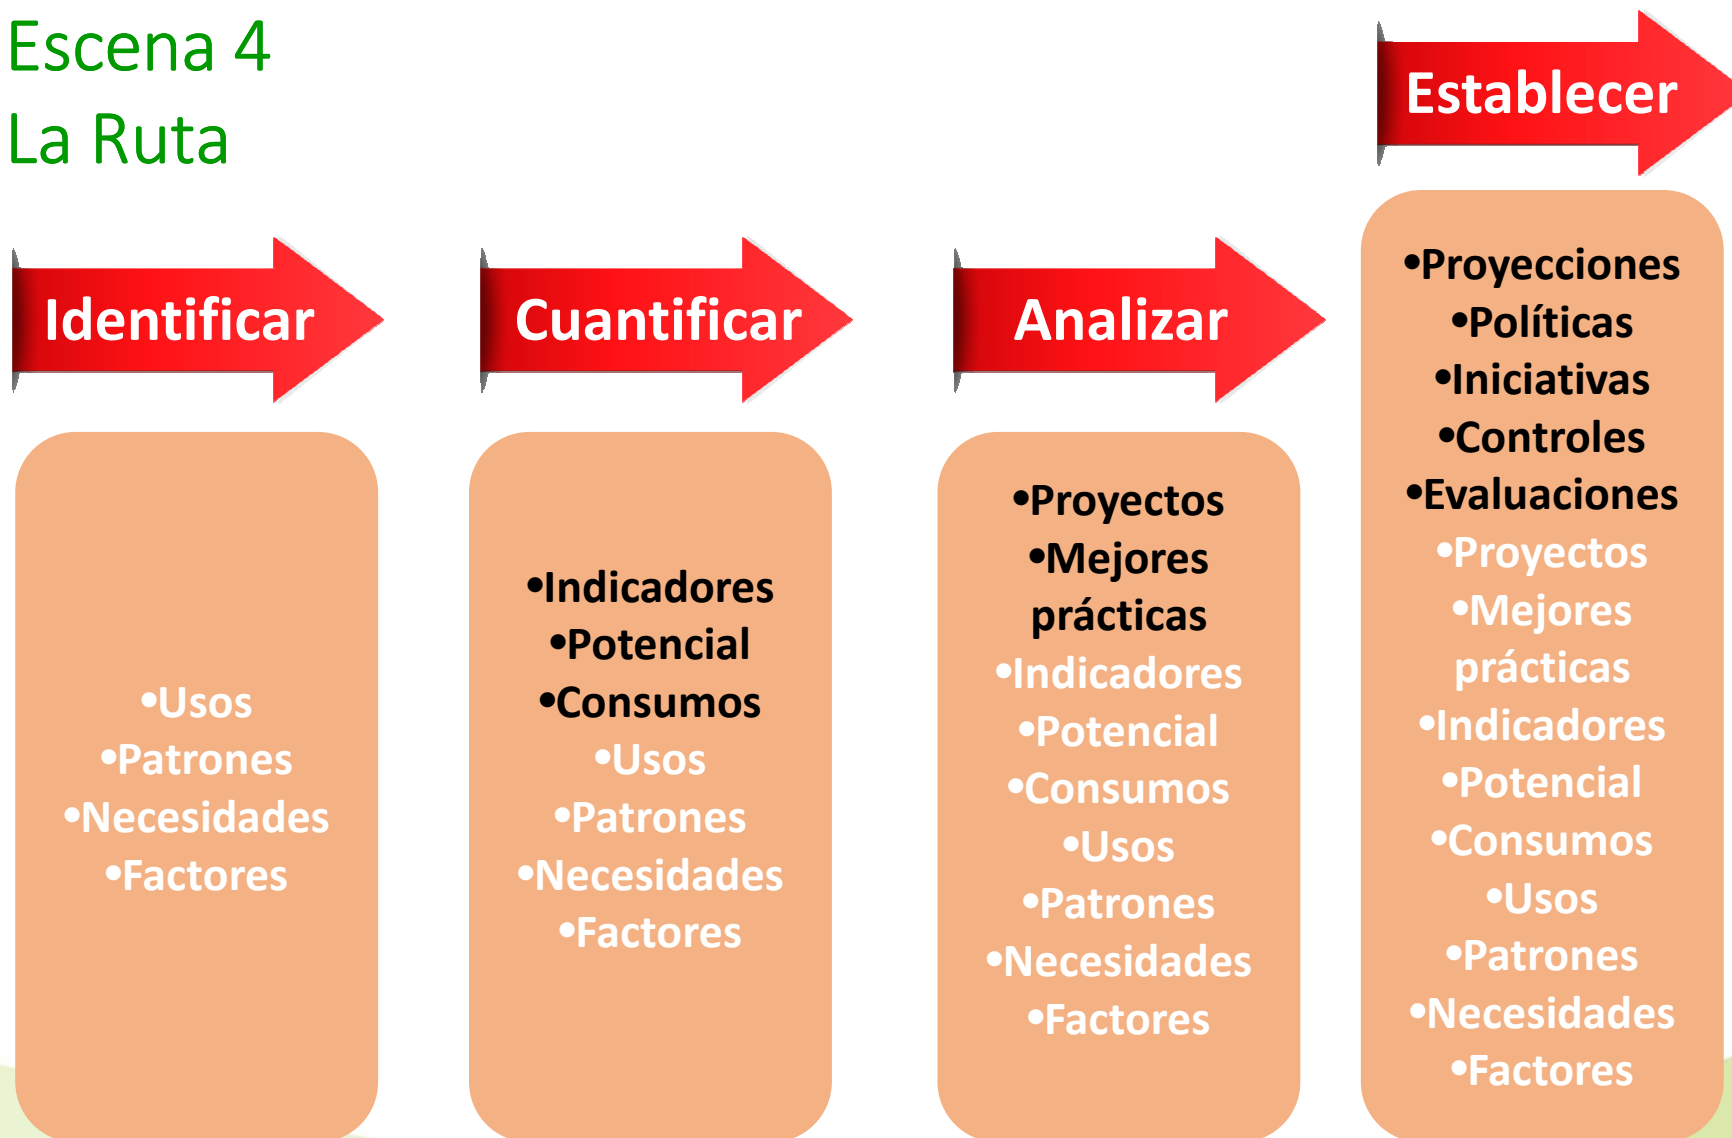 Escena 4
La Ruta
Identificar
•Usos
•Patrones
•Necesidades
•Factores
Cuantificar
•Indicadores
•Potencial
•Consumos
•Usos
•Patrones
•Necesidades
•Factores
Analizar
•Proyectos
•Mejores
prácticas
•Indicadores
•Potencial
•Consumos
•Usos
•Patrones
•Necesidades
•Factores
Establecer
•Proyecciones
•Políticas
•Iniciativas
•Controles
•Evaluaciones
•Proyectos
•Mejores
prácticas
•Indicadores
•Potencial
•Consumos
•Usos
•Patrones
•Necesidades
•Factores